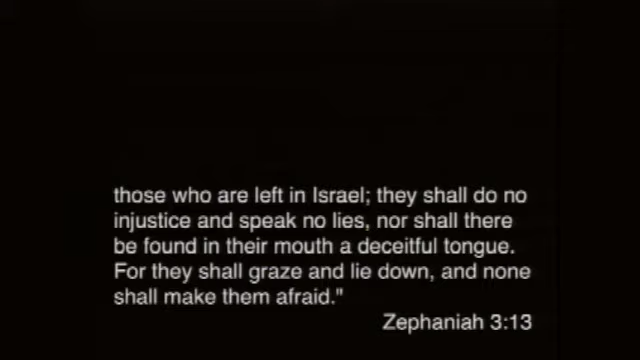 those who are left in Israel; they shall do no
injustice and speak no lies, nor shall there
be found in their mouth a deceitful tongue.
For they shall graze and lie down, and none
shall make them afraid."
Zephaniah 3:13